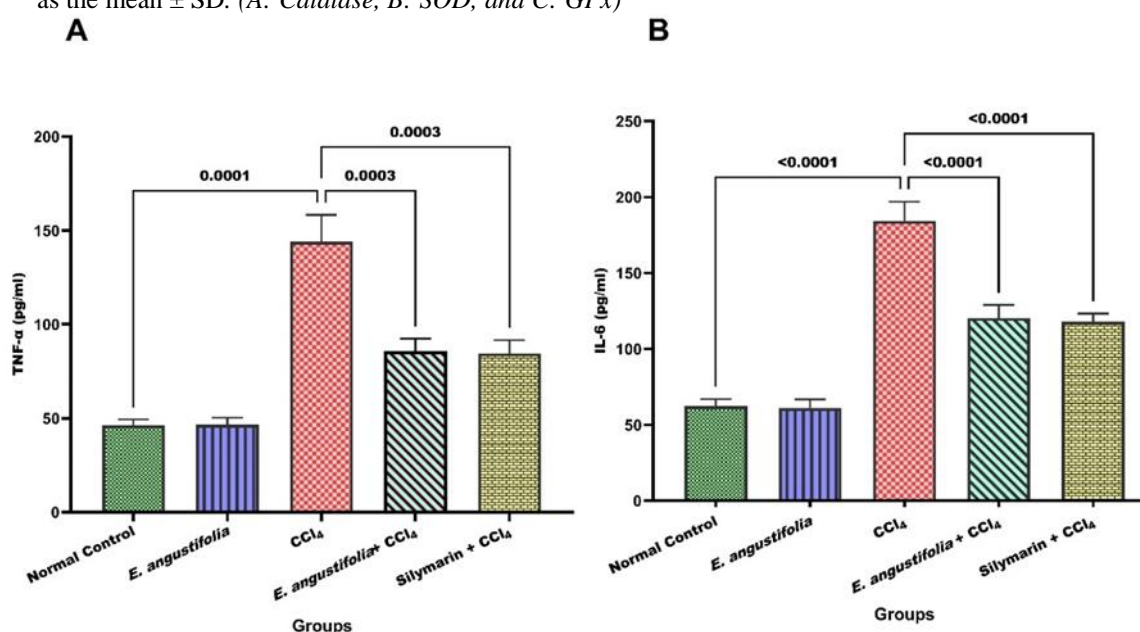 as the mean ± SD. (A. Catalase, B. SOD, and C. GPx)
A
B
0.0003
0.0001
0.0003
200
150
100
50
0
TNF-α (pg/ml)
Normal Control
E. angustifolia
CCl₄
E. angustifolia+ CCl₄
Silymarin + CCl₄
Groups
<0.0001
<0.0001
<0.0001
250
200
150
100
50
0
IL-6 (pg/ml)
Normal Control
E. angustifolia
CCl₄
E. angustifolia + CCl₄
Silymarin + CCl₄
Groups